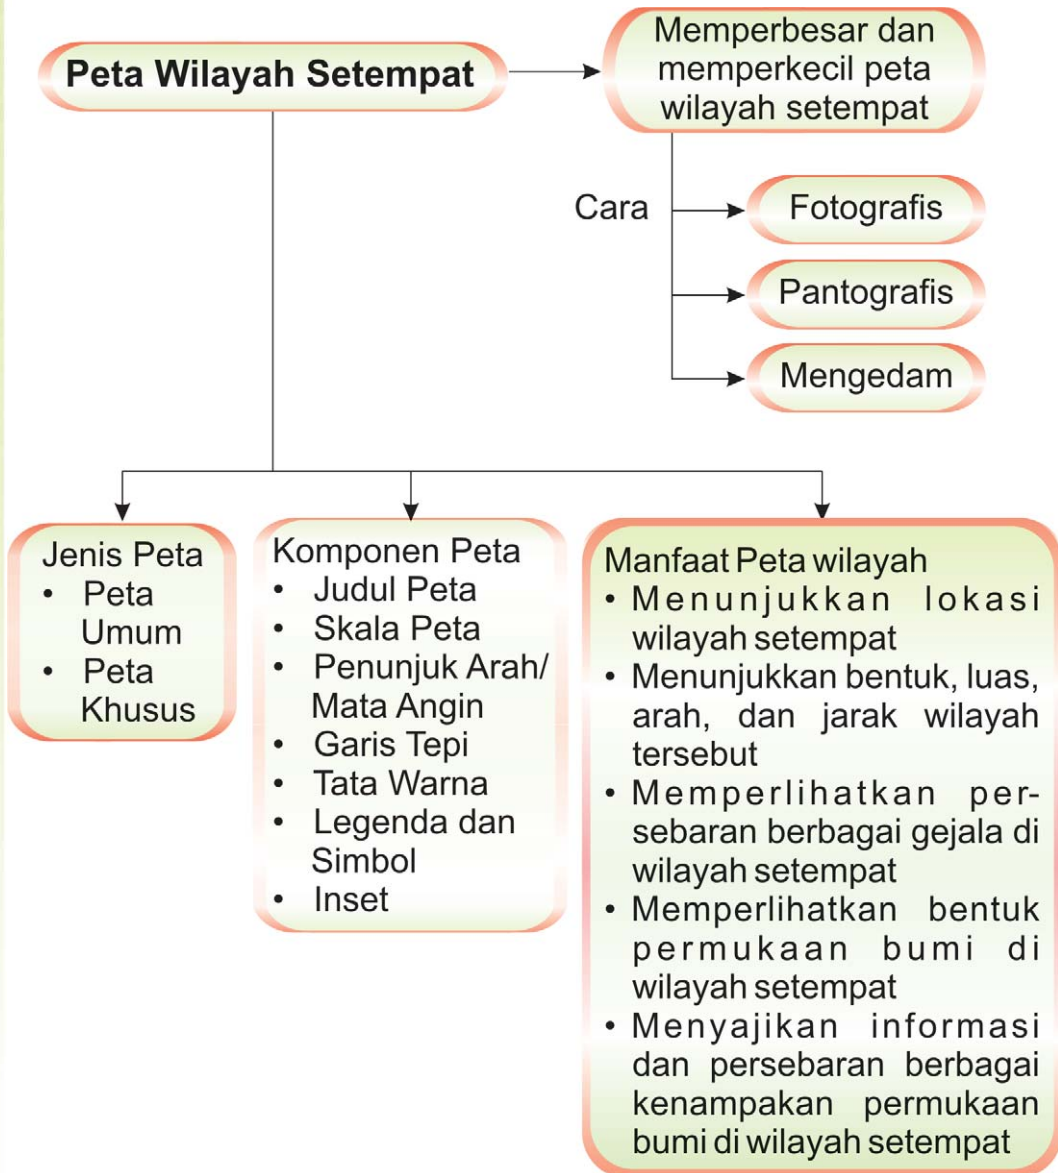 Peta Wilayah Setempat
Memperbesar dan
memperkecil peta
wilayah setempat
Cara
Fotografis
Pantografis
Mengedam
Jenis Peta
• Peta
Umum
• Peta
Khusus
Komponen Peta
• Judul Peta
• Skala Peta
• Penunjuk Arah/
Mata Angin
• Garis Tepi
• Tata Warna
• Legenda dan
Simbol
• Inset
Manfaat Peta wilayah
• Menunjukkan lokasi
wilayah setempat
• Menunjukkan bentuk, luas,
arah, dan jarak wilayah
tersebut
• Memperlihatkan per-
sebaran berbagai gejala di
wilayah setempat
• Memperlihatkan bentuk
permukaan bumi di
wilayah setempat
• Menyajikan informasi
dan persebaran berbagai
kenampakan permukaan
bumi di wilayah setempat